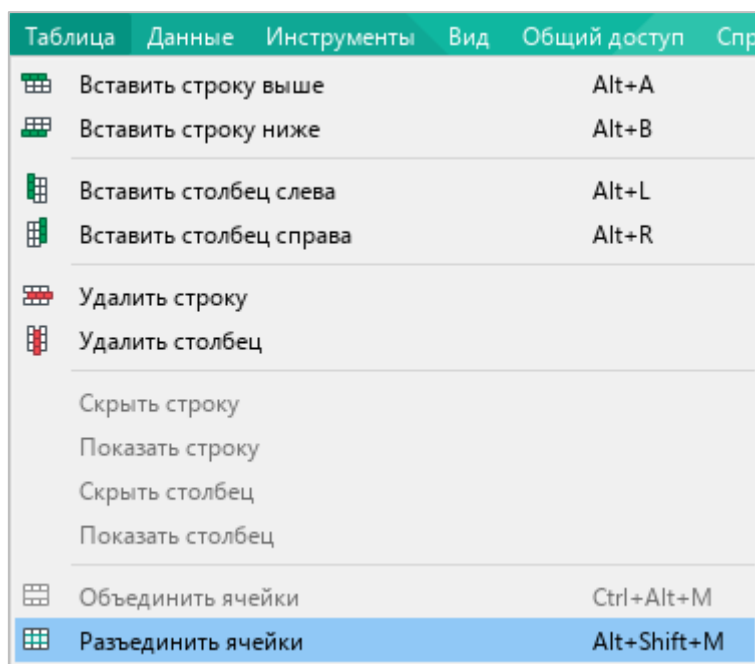 Таблица Данные Инструменты Вид Общий доступ Спр
Вставить строку выше Alt+A
Вставить строку ниже Alt+B
Вставить столбец слева Alt+L
Вставить столбец справа Alt+R
Удалить строку
Удалить столбец
Скрыть строку
Показать строку
Скрыть столбец
Показать столбец
Объединить ячейки Ctrl+Alt+M
Разъединить ячейки Alt+Shift+M